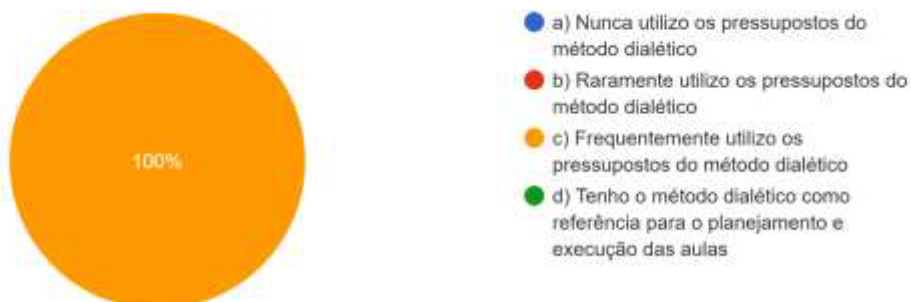 100%
a) Nunca utilizo os pressupostos do
método dialético
b) Raramente utilizo os pressupostos do
método dialético
c) Frequentemente utilizo os
pressupostos do método dialético
d) Tenho o método dialético como
referência para o planejamento e
execução das aulas